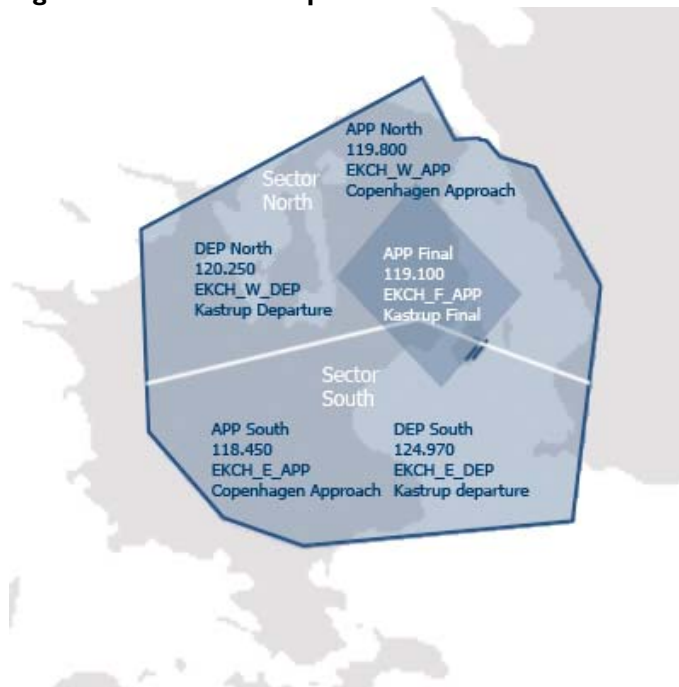 APP North
119.800
EKCH_W_APP
Copenhagen Approach
Sector
North
DEP North
120.250
EKCH_W_DEP
Kastrup Departure
APP Final
119.100
EKCH_F_APP
Kastrup Final
Sector
South
APP South
118.450
EKCH_E_APP
Copenhagen Approach
DEP South
124.970
EKCH_E_DEP
Kastrup departure